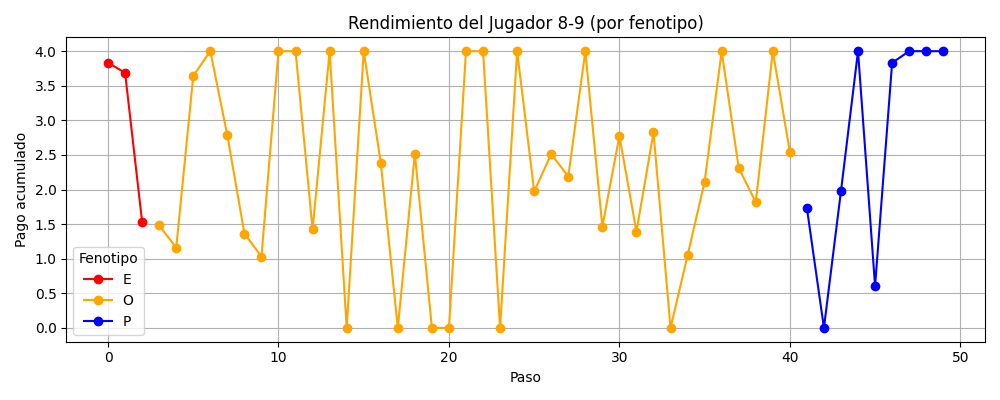 Rendimiento del Jugador 8-9 (por fenotipo)
Pago acumulado
4.0
3.5
3.0
2.5
2.0
1.5
1.0
0.5
0.0
Fenotipo
E
O
P
0 10 20 30 40 50
Paso